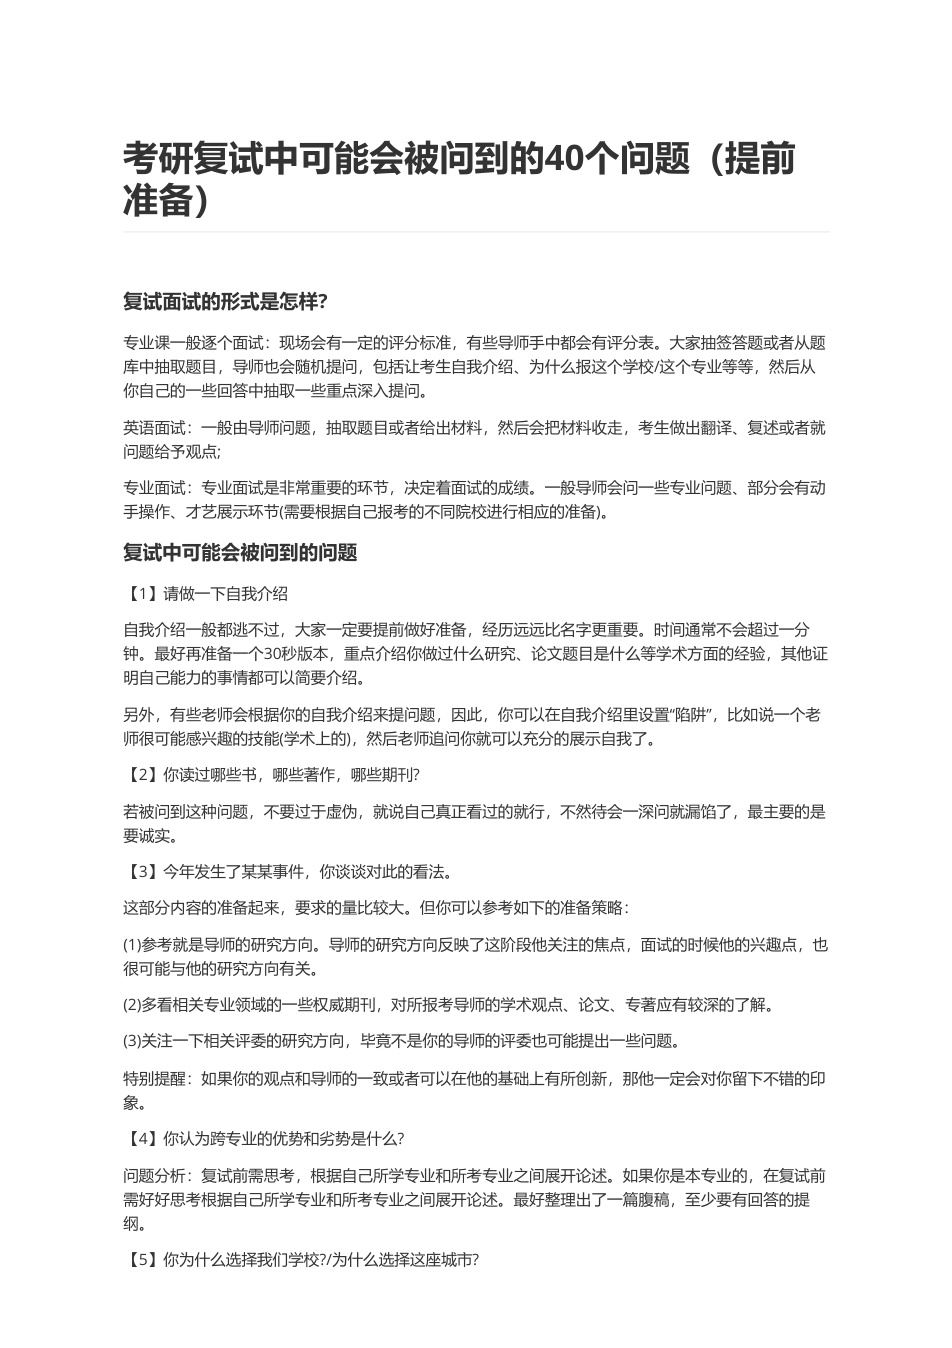 考研复试中可能会被问到的40个问题（提前
准备）
复试面试的形式是怎样?
专业课一般逐个面试：现场会有一定的评分标准，有些导师手中都会有评分表。大家抽签答题或者从题
库中抽取题目，导师也会随机提问，包括让考生自我介绍、为什么报这个学校/这个专业等等，然后从
你自己的一些回答中抽取一些重点深入提问。
英语面试：一般由导师问题，抽取题目或者给出材料，然后会把材料收走，考生做出翻译、复述或者就
问题给予观点;
专业面试：专业面试是非常重要的环节，决定着面试的成绩。一般导师会问一些专业问题、部分会有动
手操作、才艺展示环节(需要根据自己报考的不同院校进行相应的准备)。
复试中可能会被问到的问题
【1】请做一下自我介绍
自我介绍一般都逃不过，大家一定要提前做好准备，经历远远比名字更重要。时间通常不会超过一分
钟。最好再准备一个30秒版本，重点介绍你做过什么研究、论文题目是什么等学术方面的经验，其他证
明自己能力的事情都可以简要介绍。
另外，有些老师会根据你的自我介绍来提问题，因此，你可以在自我介绍里设置“陷阱”，比如说一个老
师很可能感兴趣的技能(学术上的)，然后老师追问你就可以充分的展示自我了。
【2】你读过哪些书，哪些著作，哪些期刊?
若被问到这种问题，不要过于虚伪，就说自己真正看过的就行，不然待会一深问就漏馅了，最主要的是
要诚实。
【3】今年发生了某某事件，你谈谈对此的看法。
这部分内容的准备起来，要求的量比较大。但你可以参考如下的准备策略：
(1)参考就是导师的研究方向。导师的研究方向反映了这阶段他关注的焦点，面试的时候他的兴趣点，也
很可能与他的研究方向有关。
(2)多看相关专业领域的一些权威期刊，对所报考导师的学术观点、论文、专著应有较深的了解。
(3)关注一下相关评委的研究方向，毕竟不是你的导师的评委也可能提出一些问题。
特别提醒：如果你的观点和导师的一致或者可以在他的基础上有所创新，那他一定会对你留下不错的印
象。
【4】你认为跨专业的优势和劣势是什么?
问题分析：复试前需思考，根据自己所学专业和所考专业之间展开论述。如果你是本专业的，在复试前
需好好思考根据自己所学专业和所考专业之间展开论述。最好整理出了一篇腹稿，至少要有回答的提
纲。
【5】你为什么选择我们学校?/为什么选择这座城市?